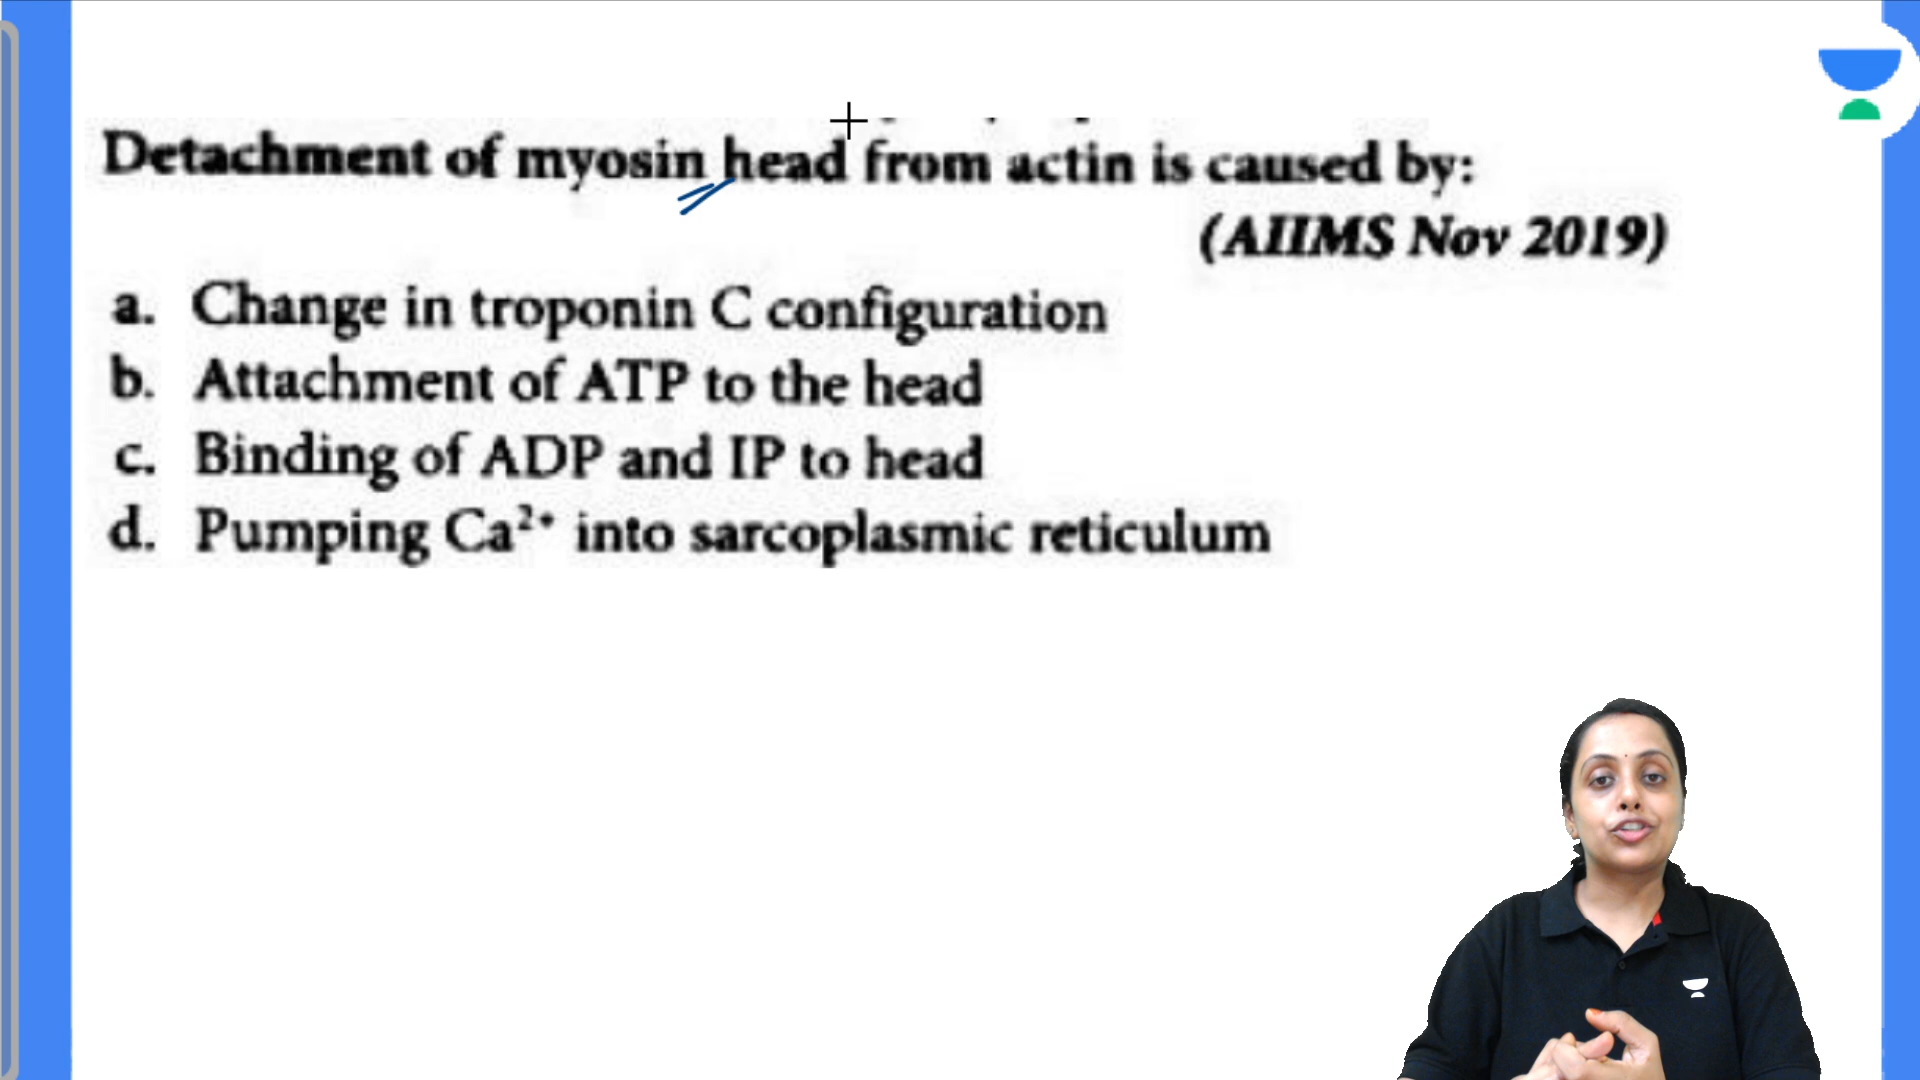 Detachment of myosin head from actin is caused by:
(AIIMS Nov 2019)
a. Change in troponin C configuration
b. Attachment of ATP to the head
c. Binding of ADP and IP to head
d. Pumping Ca²⁺ into sarcoplasmic reticulum